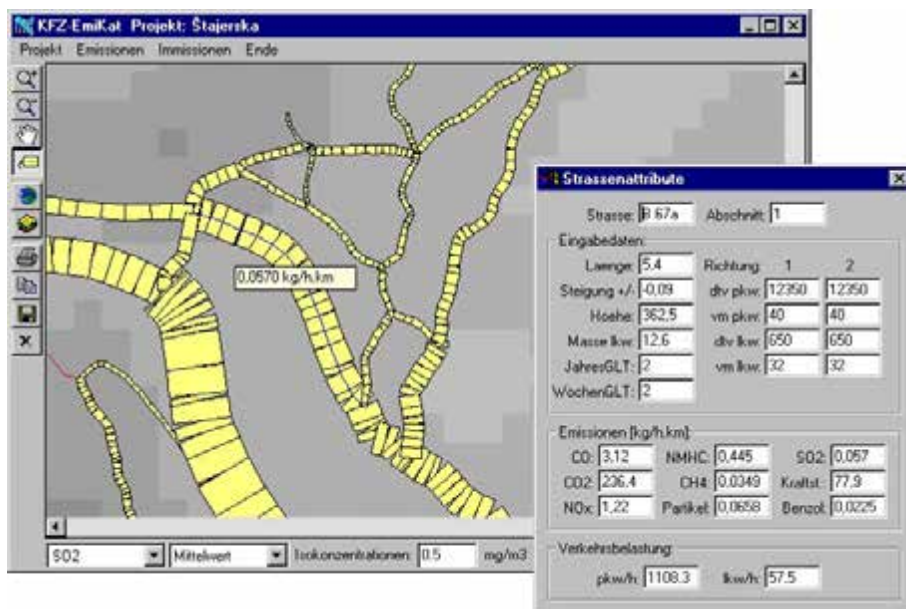 KFZ-EmiKat Projekt: Štajerska
Projekt Emissionen Immissionen Ende
0,0570 kg/h,km
SO2 Mittelwert Isokonzentrationen: 0.5 mg/m3
Strassenattribute
Strasse: B 67a Abschnitt: 1
Eingabedaten:
Laenge: 5.4 Richtung: 1 2
Steigung +/- -0,09 dtv pkw: 12350 12350
Hoehe: 362,5 vm pkw: 40 40
Masse lkw: 12,6 dtv lkw: 650 650
JahresGLT: 2 vm lkw: 32 32
WochenGLT: 2
Emissionen [kg/h,km]:
CO: 3,12 NMHC: 0,445 SO2: 0,057
CO2: 236,4 CH4: 0,0349 Kraftst.: 77,9
NOx: 1,22 Partikel: 0,0658 Benzol: 0,0225
Verkehrsbelastung:
pkw/h: 1108.3 lkw/h: 57.5